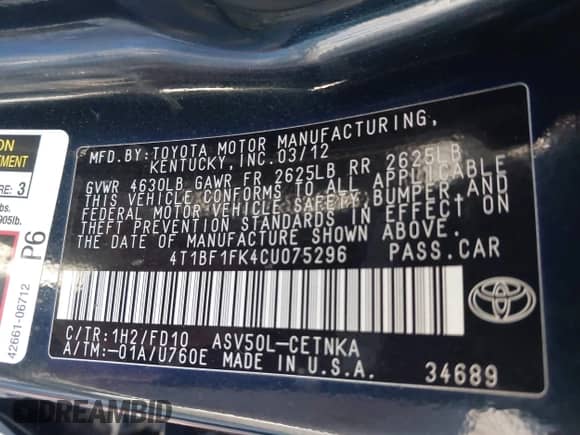 MFD.BY:TOYOTA MOTOR MANUFACTURING,
KENTUCKY,INC.03/12
GVWR 4630LB GAWR FR 2625LB RR 2625LB
THIS VEHICLE CONFORMS TO ALL APPLICABLE
FEDERAL MOTOR VEHICLE SAFETY,BUMPER,AND
THEFT PREVENTION STANDARDS IN EFFECT ON
THE DATE OF MANUFACTURE SHOWN ABOVE.
4T1BF1FK4CU075296 PASS.CAR
C/TR:1H2/FD10 ASV50L-CETNKA
A/TM:-01A/U760E MADE IN U.S.A.
34689
TOYOTA
3
905lb.
P6
42661-06712
DREAMBID